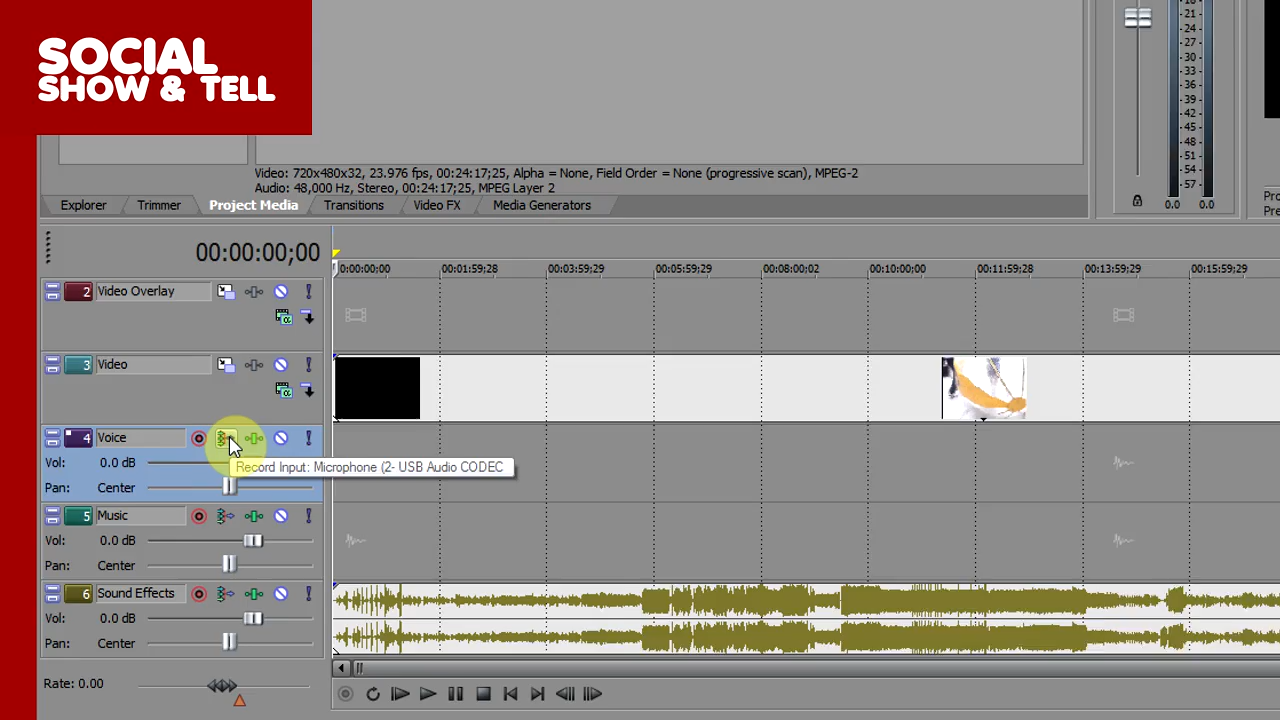 SOCIAL
SHOW & TELL
-21
-24
-27
-30
-33
-36
-39
-42
-45
-48
-51
-54
-57
0.0 0.0
Video: 720x480x32, 23.976 fps, 00:24:17;25, Alpha = None, Field Order = None (progressive scan), MPEG-2
Audio: 48,000 Hz, Stereo, 00:24:17;25, MPEG Layer 2
Explorer Trimmer Project Media Transitions Video FX Media Generators
00:00:00;00
0:00:00;00 00:01:59;28 00:03:59;29 00:05:59;29 00:08:00;02 00:10:00;00 00:11:59;28 00:13:59;29 00:15:59;29
2 Video Overlay
3 Video
4 Voice
Vol: 0.0 dB
Record Input: Microphone (2- USB Audio CODEC
Pan: Center
5 Music
Vol: 0.0 dB
Pan: Center
6 Sound Effects
Vol: 0.0 dB
Pan: Center
Rate: 0.00